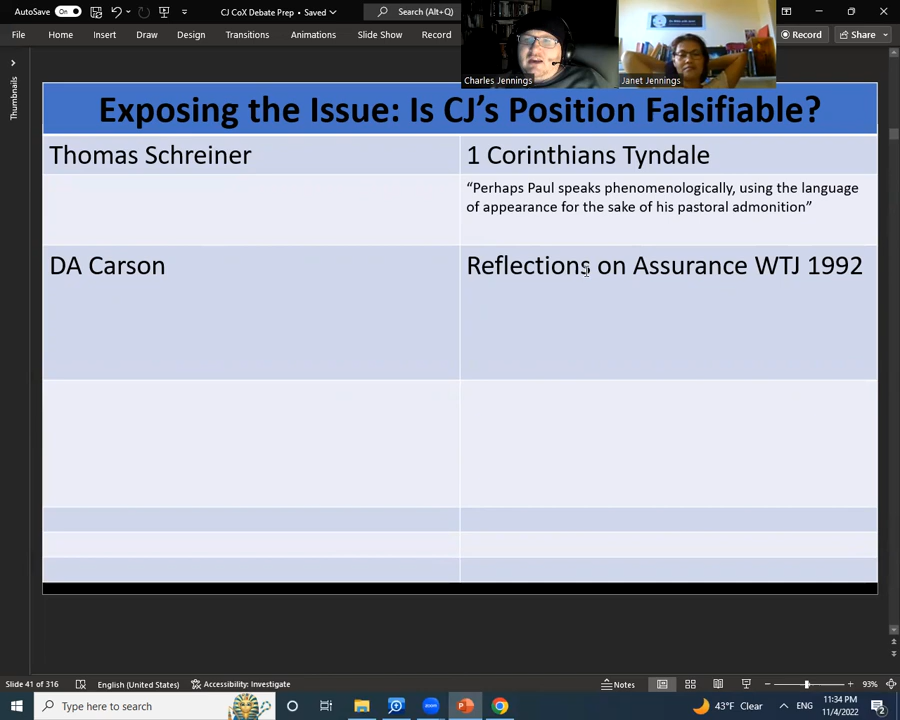 AutoSave
On
CJ CoX Debate Prep • Saved
Search (Alt+Q)
File
Home
Insert
Draw
Design
Transitions
Animations
Slide Show
Record
Record
Share
Charles Jennings
Janet Jennings
Thumbnails
Exposing the Issue: Is CJ’s Position Falsifiable?
Thomas Schreiner
1 Corinthians Tyndale
“Perhaps Paul speaks phenomenologically, using the language
of appearance for the sake of his pastoral admonition”
DA Carson
Reflections on Assurance WTJ 1992
Slide 41 of 316
English (United States)
Accessibility: Investigate
Notes
93%
Type here to search
43°F Clear
ENG
11:34 PM
11/4/2022
2